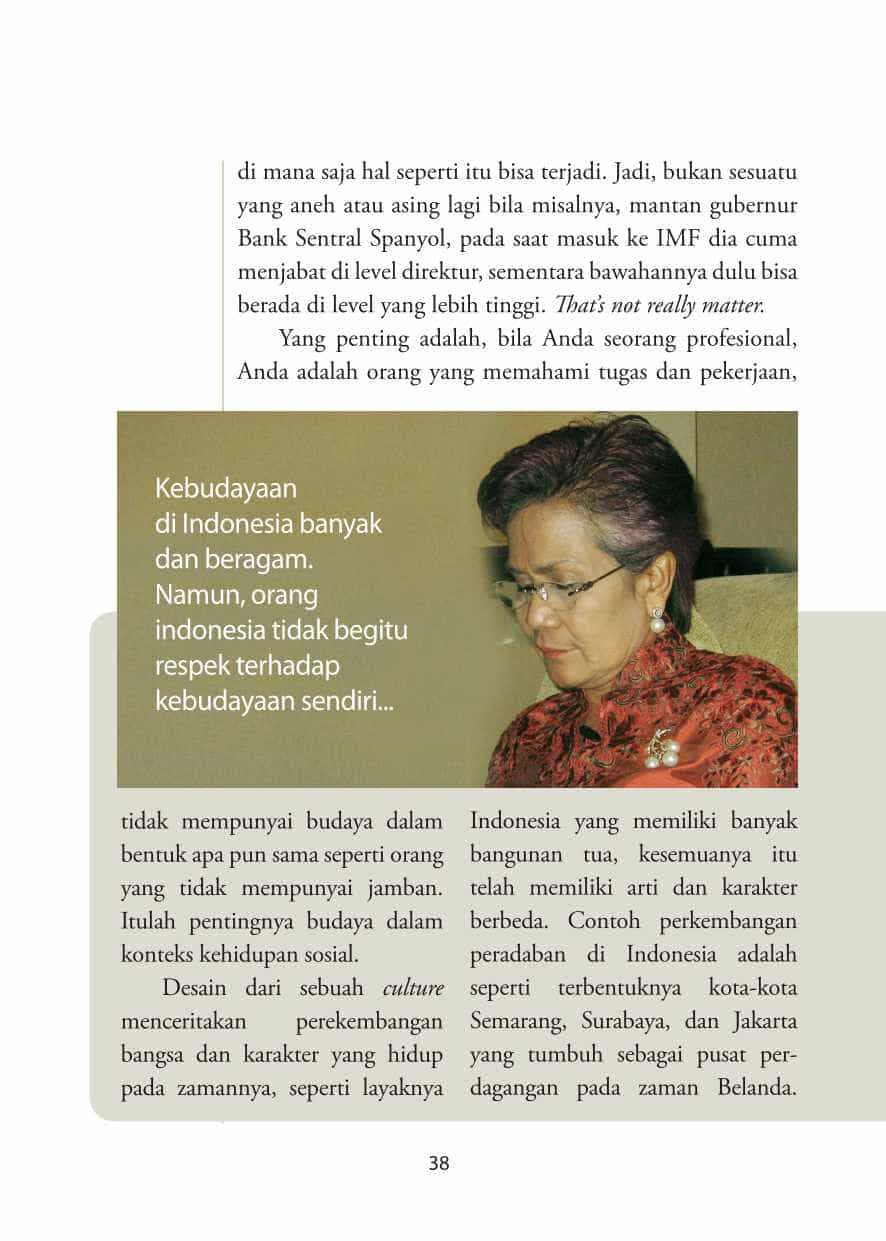 di mana saja hal seperti itu bisa terjadi. Jadi, bukan sesuatu
yang aneh atau asing lagi bila misalnya, mantan gubernur
Bank Sentral Spanyol, pada saat masuk ke IMF dia cuma
menjabat di level direktur, sementara bawahannya dulu bisa
berada di level yang lebih tinggi. That's not really matter.
Yang penting adalah, bila Anda seorang profesional,
Anda adalah orang yang memahami tugas dan pekerjaan,
Kebudayaan
di Indonesia banyak
dan beragam.
Namun, orang
indonesia tidak begitu
respek terhadap
kebudayaan sendiri...
tidak mempunyai budaya dalam
bentuk apa pun sama seperti orang
yang tidak mempunyai jamban.
Itulah pentingnya budaya dalam
konteks kehidupan sosial.
Desain dari sebuah culture
menceritakan perekembangan
bangsa dan karakter yang hidup
pada zamannya, seperti layaknya
Indonesia yang memiliki banyak
bangunan tua, kesemuanya itu
telah memiliki arti dan karakter
berbeda. Contoh perkembangan
peradaban di Indonesia adalah
seperti terbentuknya kota-kota
Semarang, Surabaya, dan Jakarta
yang tumbuh sebagai pusat per-
dagangan pada zaman Belanda.
38